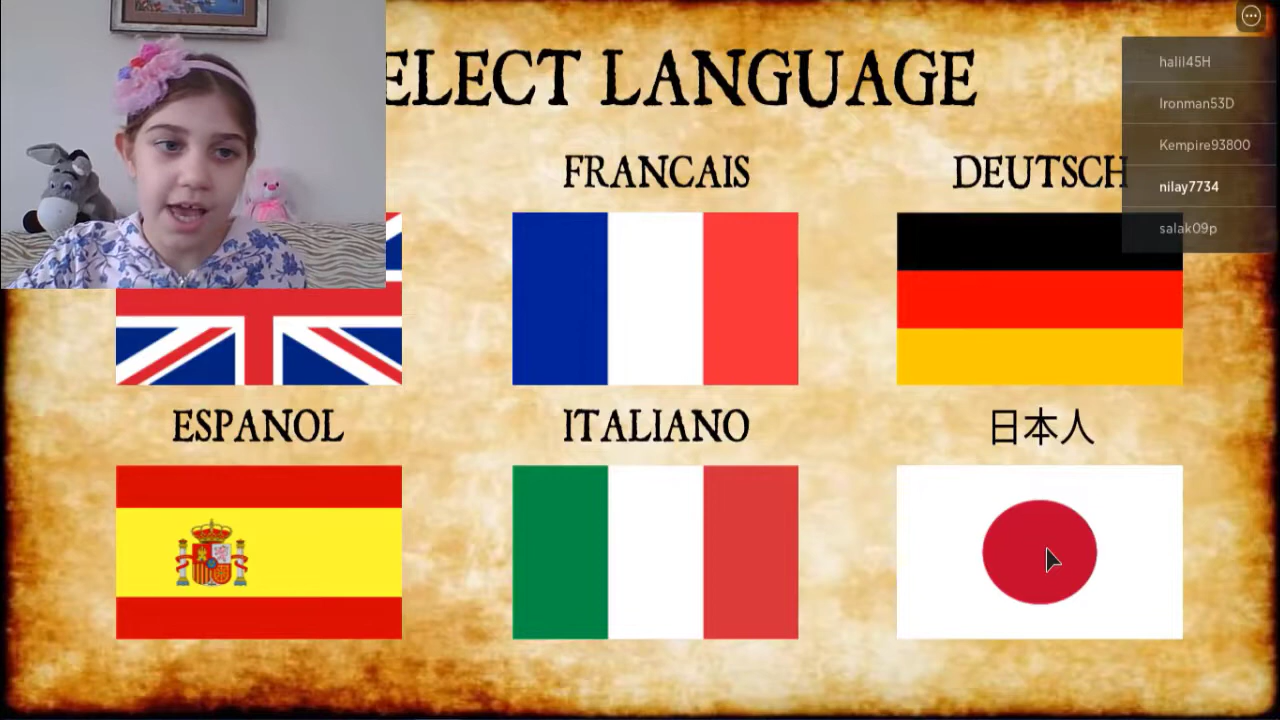 ELECT LANGUAGE
halil45H
Ironman53D
Kempire93800
nilay7734
salak09p
FRANCAIS
DEUTSCH
ESPANOL
ITALIANO
日本人